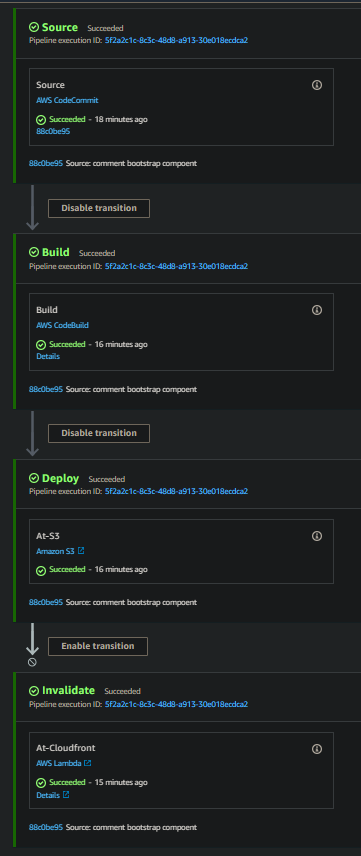 Source Succeeded
Pipeline execution ID: 5f2a2c1c-8c3c-48d8-a913-30e018ecdca2
Source
AWS CodeCommit
Succeeded - 18 minutes ago
88c0be95
88c0be95 Source: comment bootstrap compoent
Disable transition
Build Succeeded
Pipeline execution ID: 5f2a2c1c-8c3c-48d8-a913-30e018ecdca2
Build
AWS CodeBuild
Succeeded - 16 minutes ago
Details
88c0be95 Source: comment bootstrap compoent
Disable transition
Deploy Succeeded
Pipeline execution ID: 5f2a2c1c-8c3c-48d8-a913-30e018ecdca2
At-S3
Amazon S3
Succeeded - 16 minutes ago
88c0be95 Source: comment bootstrap compoent
Enable transition
Invalidate Succeeded
Pipeline execution ID: 5f2a2c1c-8c3c-48d8-a913-30e018ecdca2
At-Cloudfront
AWS Lambda
Succeeded - 15 minutes ago
Details
88c0be95 Source: comment bootstrap compoent